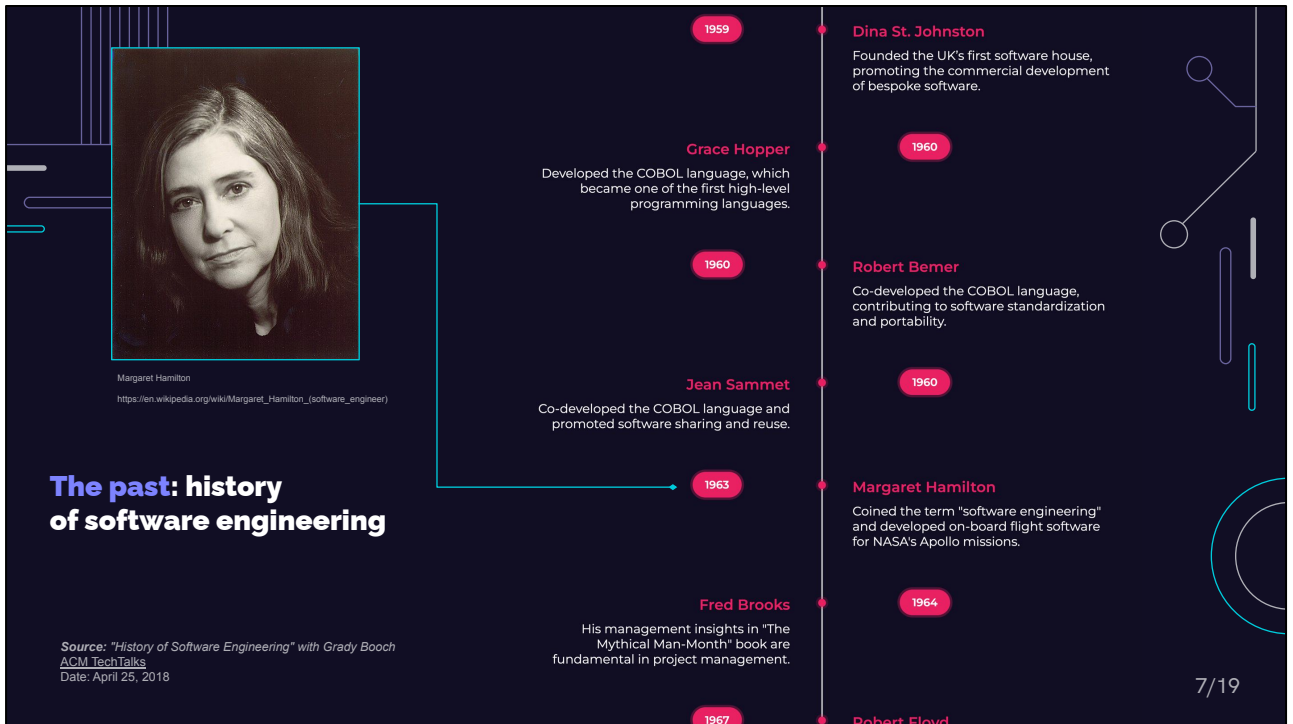 1959
Dina St. Johnston
Founded the UK's first software house,
promoting the commercial development
of bespoke software.
Grace Hopper
1960
Developed the COBOL language, which
became one of the first high-level
programming languages.
1960
Robert Bemer
Co-developed the COBOL language,
contributing to software standardization
and portability.
Margaret Hamilton
https://en.wikipedia.org/wiki/Margaret_Hamilton_(software_engineer)
Jean Sammet
1960
Co-developed the COBOL language and
promoted software sharing and reuse.
The past: history
of software engineering
1963
Margaret Hamilton
Coined the term "software engineering"
and developed on-board flight software
for NASA's Apollo missions.
Fred Brooks
1964
His management insights in "The
Mythical Man-Month" book are
fundamental in project management.
Source: "History of Software Engineering" with Grady Booch
ACM TechTalks
Date: April 25, 2018
7/19
1967
Robert Floyd